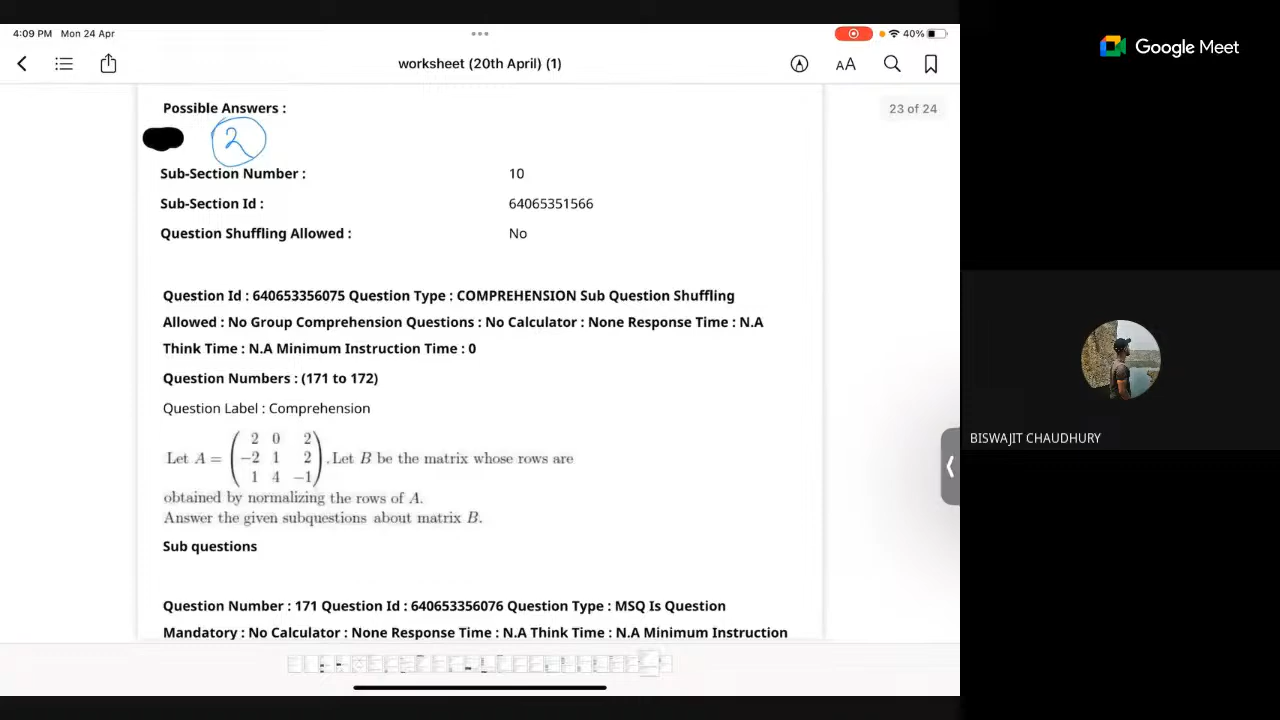 4:09 PM Mon 24 Apr
40%
worksheet (20th April) (1)
AA
Google Meet
Possible Answers :
23 of 24
2
Sub-Section Number : 10
Sub-Section Id : 64065351566
Question Shuffling Allowed : No
Question Id : 640653356075 Question Type : COMPREHENSION Sub Question Shuffling
Allowed : No Group Comprehension Questions : No Calculator : None Response Time : N.A
Think Time : N.A Minimum Instruction Time : 0
Question Numbers : (171 to 172)
Question Label : Comprehension
2 0 2
Let A = −2 1 2 . Let B be the matrix whose rows are
1 4 −1
obtained by normalizing the rows of A.
Answer the given subquestions about matrix B.
Sub questions
Question Number : 171 Question Id : 640653356076 Question Type : MSQ Is Question
Mandatory : No Calculator : None Response Time : N.A Think Time : N.A Minimum Instruction
BISWAJIT CHAUDHURY